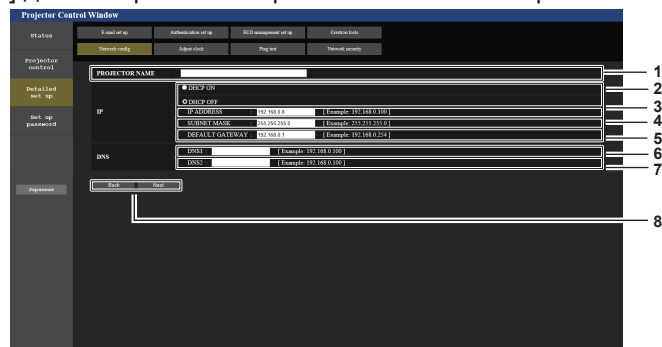 Projector Control Window
Status
Projector control
Detailed set up
Set up password
Japanese
E-mail set up
Authentication set up
ECO management set up
Crestron tools
Network config
Adjust clock
Ping test
Network security
PROJECTOR NAME
IP
DHCP ON
DHCP OFF
IP ADDRESS : 192.168.0.8 [ Example: 192.168.0.100 ]
SUBNET MASK : 255.255.255.0 [ Example: 255.255.255.0 ]
DEFAULT GATEWAY : 192.168.0.1 [ Example: 192.168.0.254 ]
DNS
DNS1 : [ Example: 192.168.0.100 ]
DNS2 : [ Example: 192.168.0.100 ]
Back Next
1
2
3
4
5
6
7
8